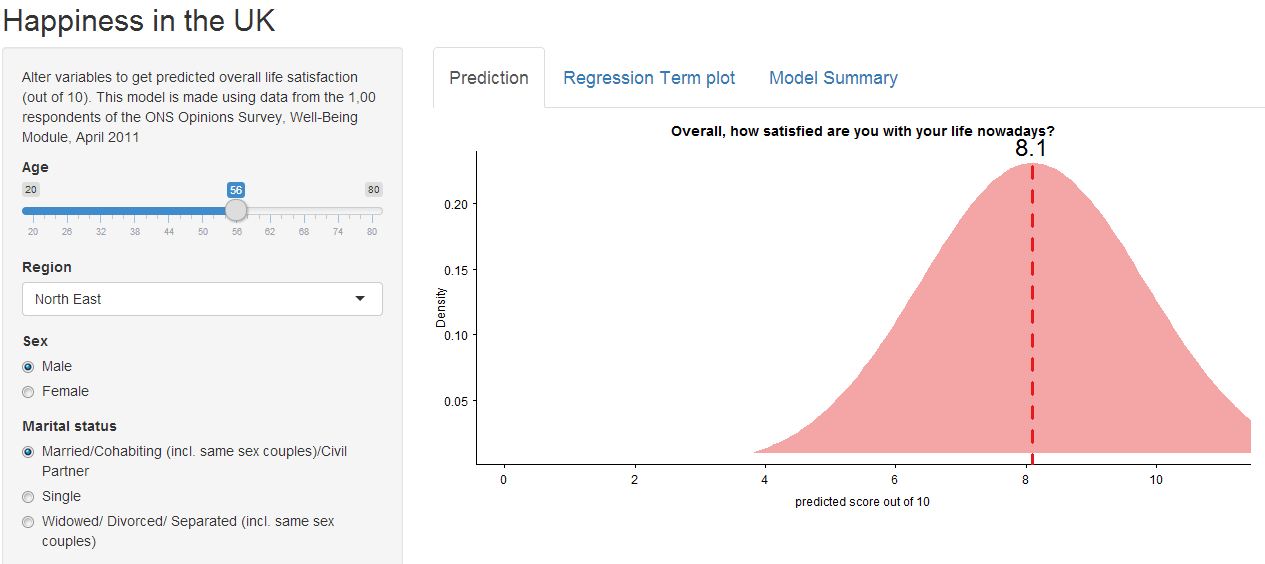 Happiness in the UK
Alter variables to get predicted overall life satisfaction
(out of 10). This model is made using data from the 1,00
respondents of the ONS Opinions Survey, Well-Being
Module, April 2011
Age
20 56 80
20 26 32 38 44 50 56 62 68 74 80
Region
North East
Sex
Male
Female
Marital status
Married/Cohabiting (incl. same sex couples)/Civil
Partner
Single
Widowed/ Divorced/ Separated (incl. same sex
couples)
Prediction Regression Term plot Model Summary
Overall, how satisfied are you with your life nowadays?
8.1
0.20
0.15
0.10
0.05
Density
0 2 4 6 8 10
predicted score out of 10